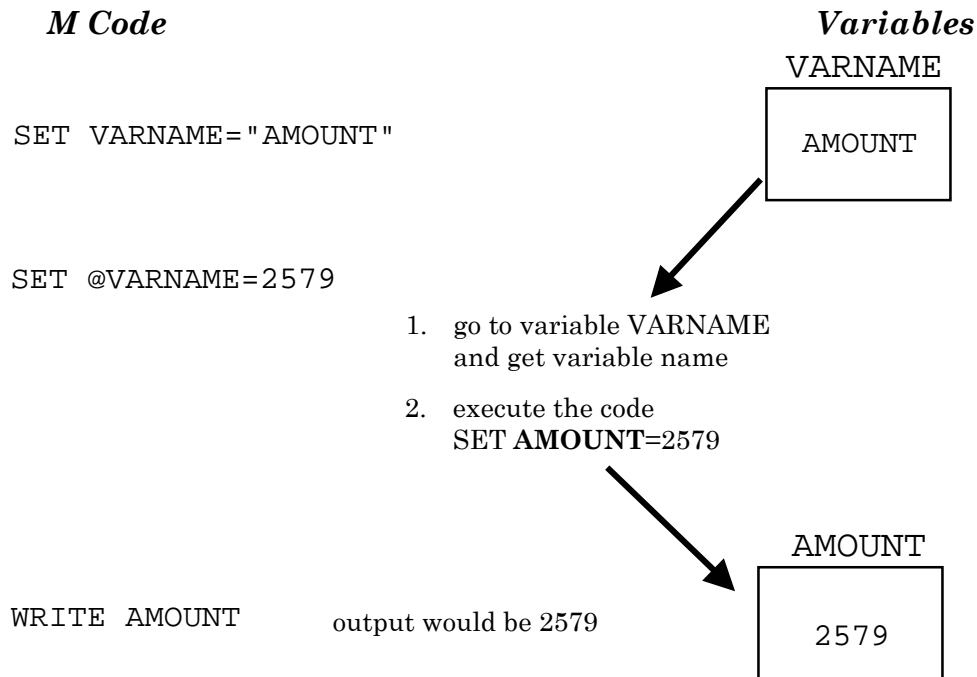 M Code Variables
VARNAME
SET VARNAME="AMOUNT"
AMOUNT
SET @VARNAME=2579
1. go to variable VARNAME
and get variable name
2. execute the code
SET AMOUNT=2579
AMOUNT
WRITE AMOUNT output would be 2579
2579